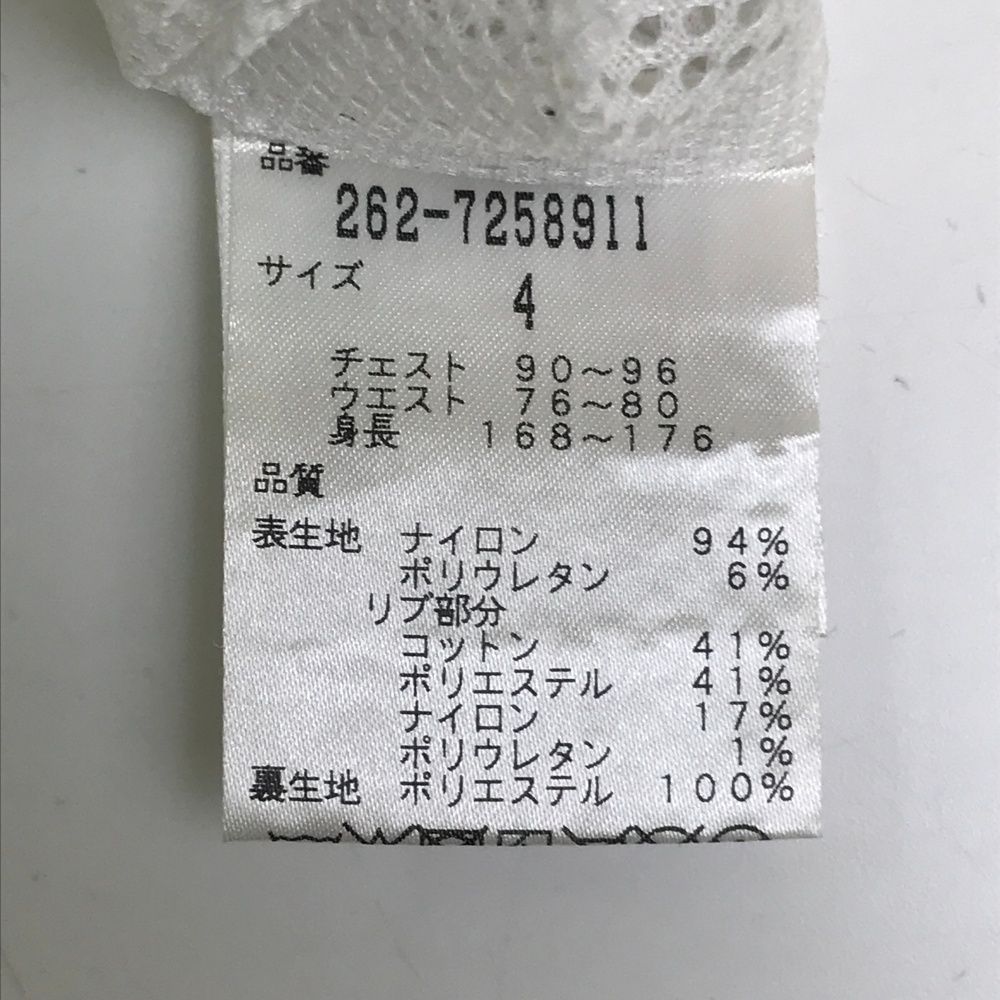 品番
262-7258911
サイズ
4
チェスト 90～96
ウエスト 76～80
身長 168～176
品質
表生地 ナイロン 94%
ポリウレタン 6%
リブ部分
コットン 41%
ポリエステル 41%
ナイロン 17%
ポリウレタン 1%
裏生地 ポリエステル 100%